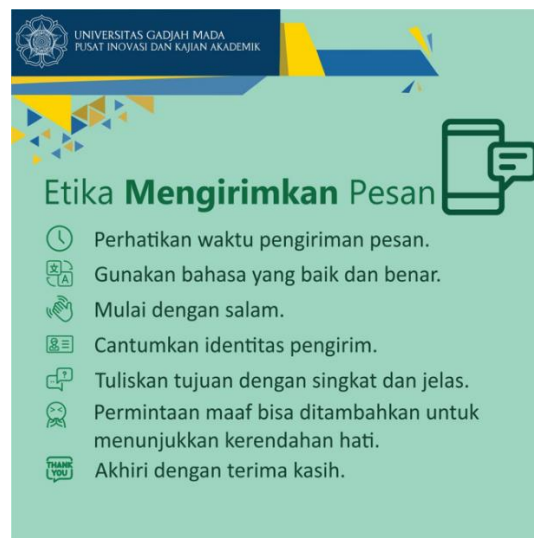 UNIVERSITAS GADJAH MADA
PUSAT INOVASI DAN KAJIAN AKADEMIK
Etika Mengirimkan Pesan
Perhatikan waktu pengiriman pesan.
Gunakan bahasa yang baik dan benar.
Mulai dengan salam.
Cantumkan identitas pengirim.
Tuliskan tujuan dengan singkat dan jelas.
Permintaan maaf bisa ditambahkan untuk
menunjukkan kerendahan hati.
THANK
YOU
Akhiri dengan terima kasih.